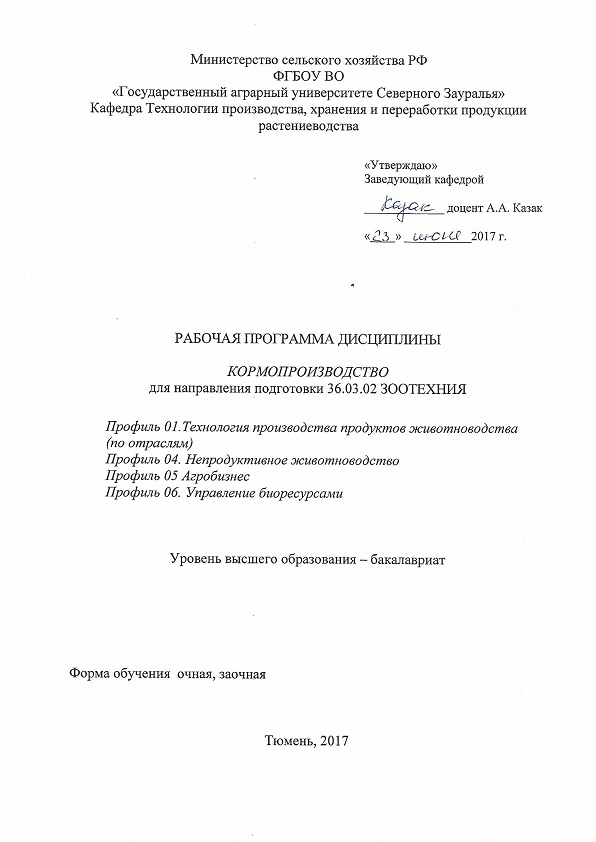 Министерство сельского хозяйства РФ
ФГБОУ ВО
«Государственный аграрный университете Северного Зауралья»
Кафедра Технологии производства, хранения и переработки продукции
растениеводства
«Утверждаю»
Заведующий кафедрой
Казак доцент А.А. Казак
«23» июня 2017 г.
РАБОЧАЯ ПРОГРАММА ДИСЦИПЛИНЫ
КОРМОПРОИЗВОДСТВО
для направления подготовки 36.03.02 ЗООТЕХНИЯ
Профиль 01.Технология производства продуктов животноводства
(по отраслям)
Профиль 04. Непродуктивное животноводство
Профиль 05 Агробизнес
Профиль 06. Управление биоресурсами
Уровень высшего образования – бакалавриат
Форма обучения очная, заочная
Тюмень, 2017